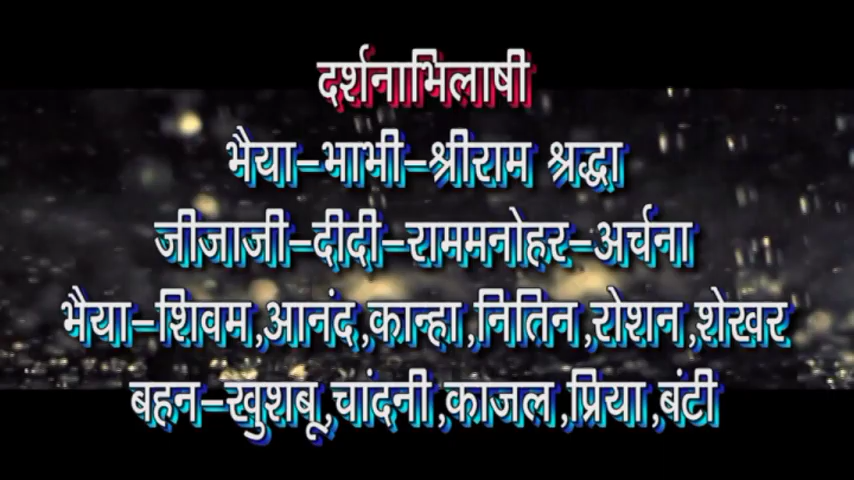 दर्शनाभिलाषी
भैया–भाभी–श्रीराम श्रद्धा
जीजाजी–दीदी–राममनोहर–अर्चना
भैया–शिवम,आनंद,कान्हा,नितिन,रोशन,शेखर
बहन–खुशबू,चांदनी,काजल,प्रिया,बंटी